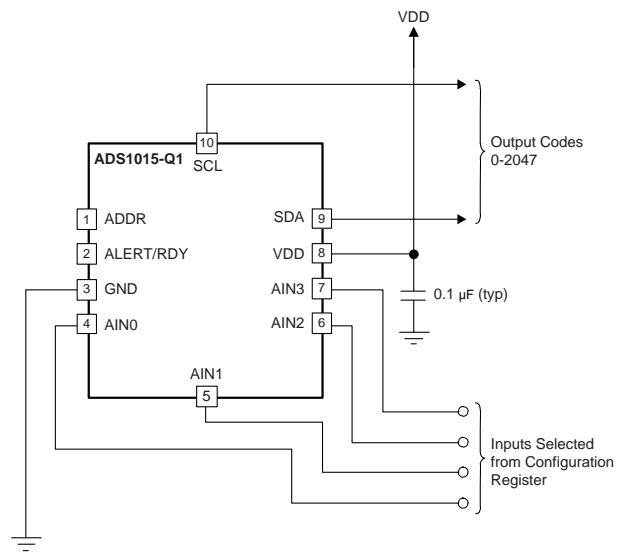 VDD
10
ADS1015-Q1
SCL
Output Codes
0-2047
1 ADDR
SDA 9
2 ALERT/RDY
VDD 8
3 GND
AIN3 7
0.1 µF (typ)
4 AIN0
AIN2 6
AIN1
5
Inputs Selected
from Configuration
Register